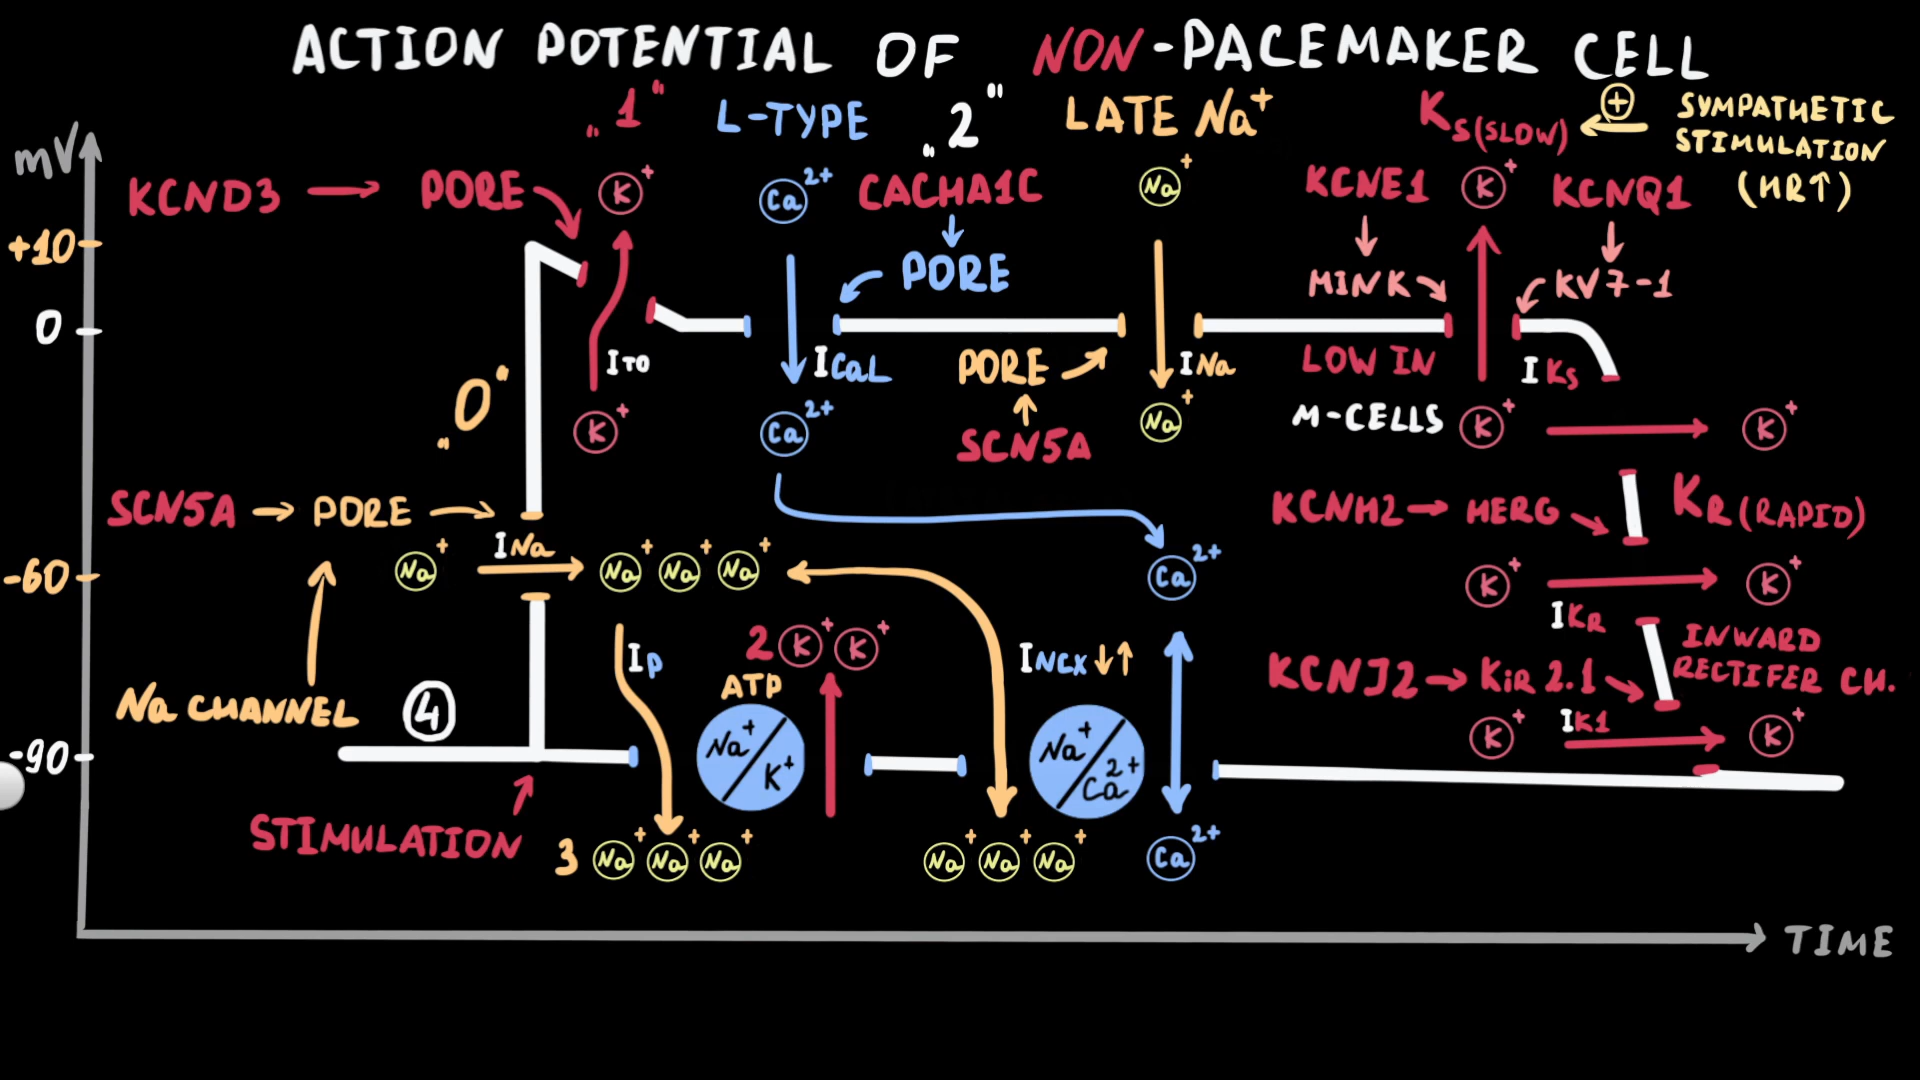 ACTION POTENTIAL OF NON-PACEMAKER CELL
„1"
L-TYPE
„2"
LATE Na+
Ks(SLOW)
+
SYMPATHETIC
STIMULATION
(HR↑)
mV
KCND3 → PORE
K+
Ca2+
CACHA1C
Na+
KCNE1
K+
KCNQ1
+10
PORE
MINK
KV7-1
0
ITO
ICaL
PORE
INa
LOW IN
M-CELLS
IKs
„0"
K+
Ca2+
SCN5A
Na+
K+
K+
SCN5A → PORE
KCNH2 → HERG
KR(RAPID)
INa
Na+
Na+ Na+ Na+
Ca2+
K+
K+
-60
IKR
IP
2 K+ K+
INCX↓↑
INWARD
RECTIFER CH.
KCNJ2 → KIR 2.1
ATP
Na CHANNEL
4
IK1
K+
K+
-90
Na+/K+
Na+/Ca2+
STIMULATION
3 Na+ Na+ Na+
Na+ Na+ Na+
Ca2+
TIME